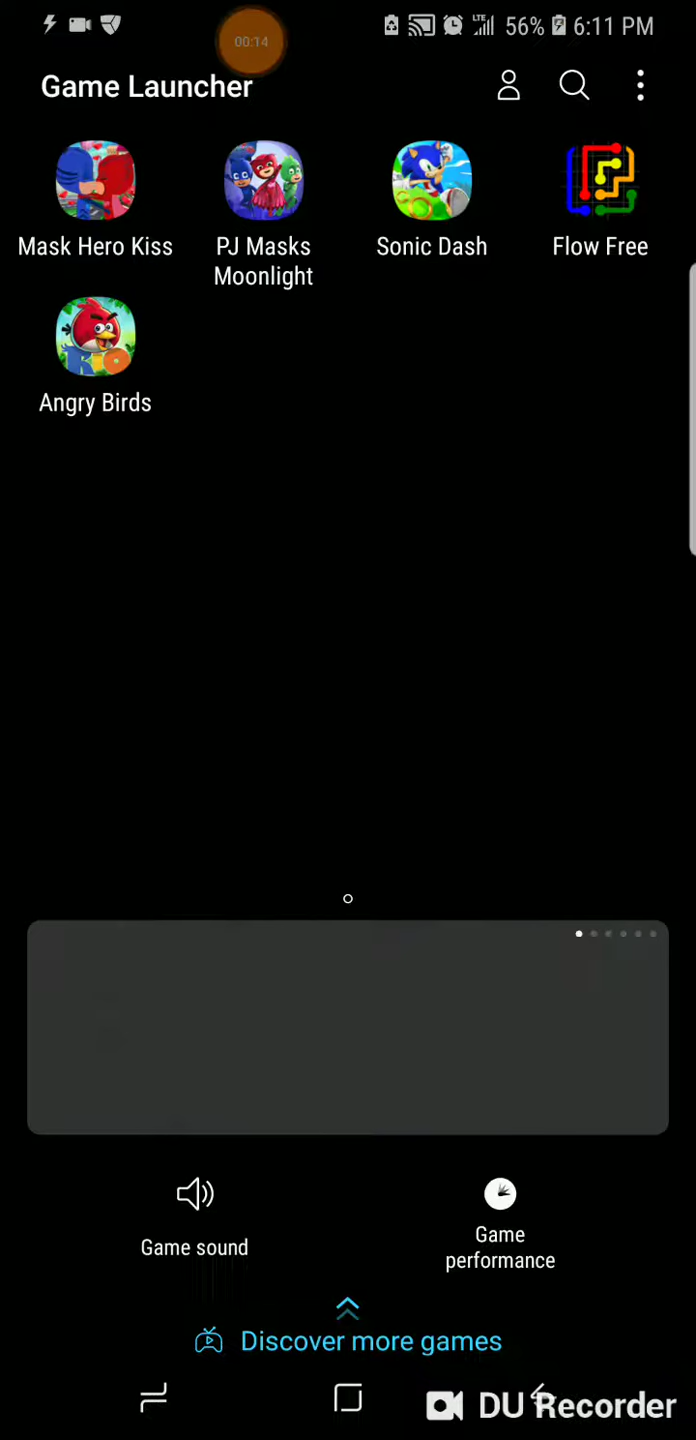 00:14
LTE 56% 6:11 PM
Game Launcher
Mask Hero Kiss
PJ Masks
Moonlight
Sonic Dash
Flow Free
Angry Birds
Game sound
Game
performance
Discover more games
DU Recorder